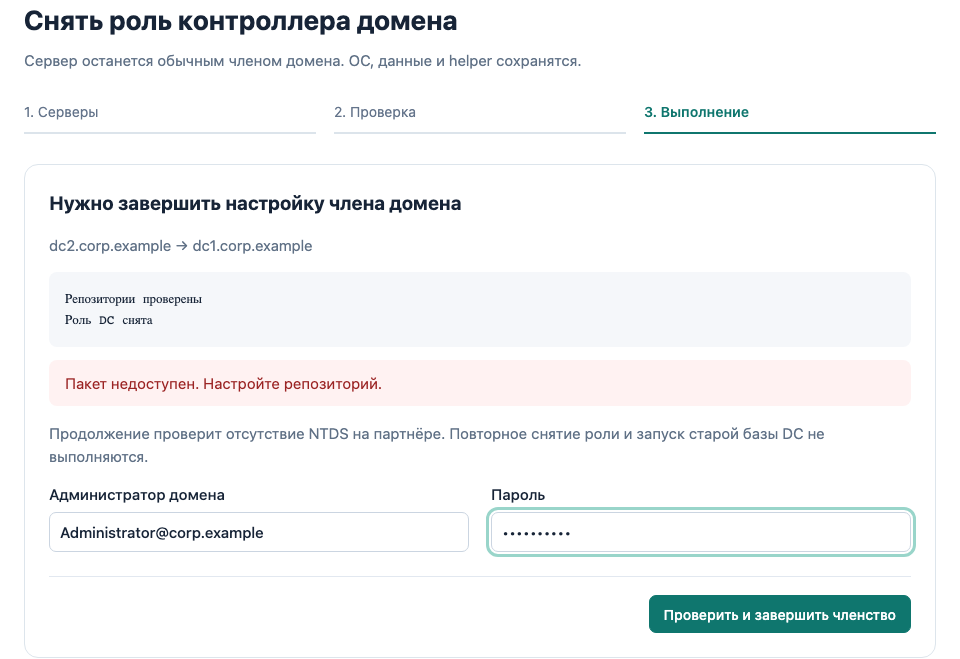 Снять роль контроллера домена
Сервер останется обычным членом домена. ОС, данные и helper сохранятся.
1. Серверы
2. Проверка
3. Выполнение
Нужно завершить настройку члена домена
dc2.corp.example → dc1.corp.example
Репозитории проверены
Роль DC снята
Пакет недоступен. Настройте репозиторий.
Продолжение проверит отсутствие NTDS на партнёре. Повторное снятие роли и запуск старой базы DC не
выполняются.
Администратор домена
Пароль
Administrator@corp.example
••••••••••
Проверить и завершить членство